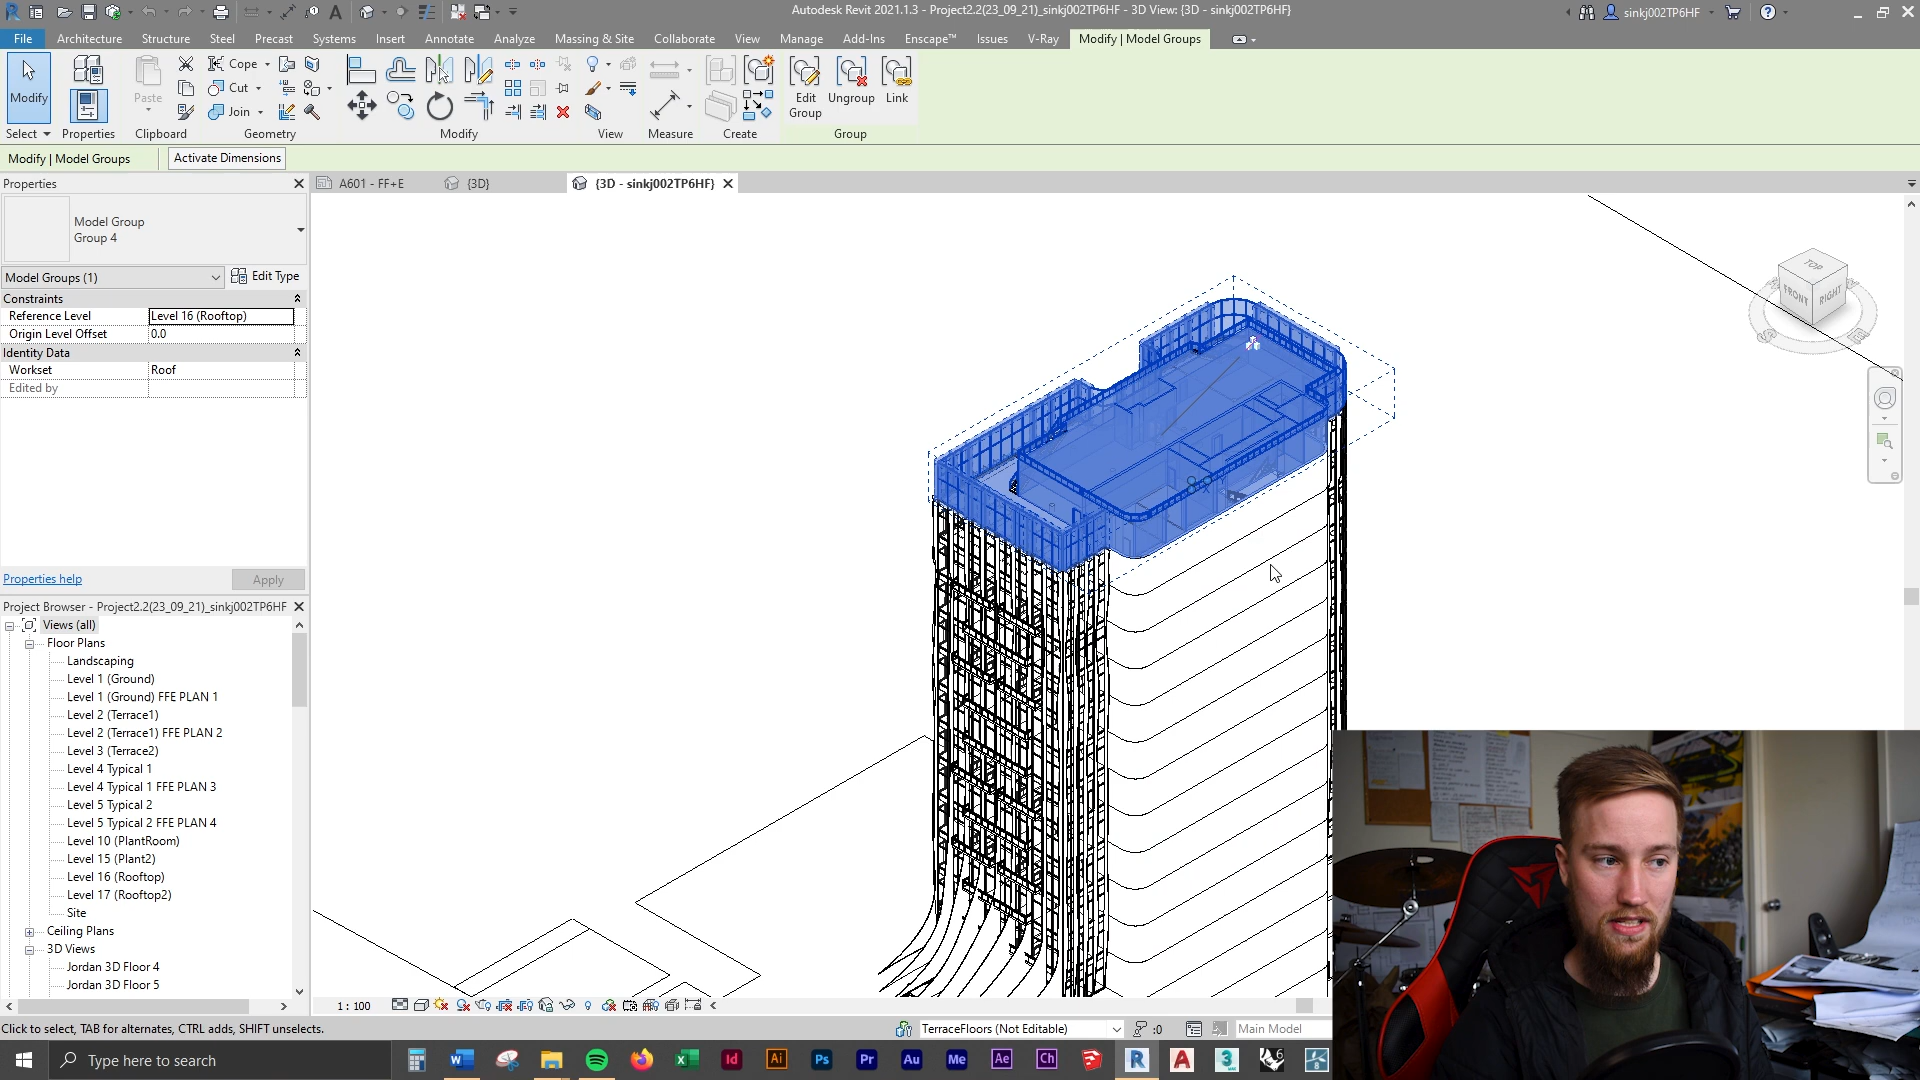 Autodesk Revit 2021.1.3 - Project2.2(23_09_21)_sinkj002TP6HF - 3D View: {3D - sinkj002TP6HF}
sinkj002TP6HF
File Architecture Structure Steel Precast Systems Insert Annotate Analyze Massing & Site Collaborate View Manage Add-Ins Enscape™ Issues V-Ray Modify | Model Groups
Modify
Paste
Cope
Cut
Join
Edit
Group
Ungroup
Link
Select Properties Clipboard Geometry Modify View Measure Create Group
Modify | Model Groups Activate Dimensions
Properties
A601 - FF+E {3D} {3D - sinkj002TP6HF}
Model Group
Group 4
Model Groups (1) Edit Type
Constraints
Reference Level Level 16 (Rooftop)
Origin Level Offset 0.0
Identity Data
Workset Roof
Edited by
TOP
FRONT RIGHT
S E
Properties help Apply
Project Browser - Project2.2(23_09_21)_sinkj002TP6HF
Views (all)
Floor Plans
Landscaping
Level 1 (Ground)
Level 1 (Ground) FFE PLAN 1
Level 2 (Terrace1)
Level 2 (Terrace1) FFE PLAN 2
Level 3 (Terrace2)
Level 4 Typical 1
Level 4 Typical 1 FFE PLAN 3
Level 5 Typical 2
Level 5 Typical 2 FFE PLAN 4
Level 10 (PlantRoom)
Level 15 (Plant2)
Level 16 (Rooftop)
Level 17 (Rooftop2)
Site
Ceiling Plans
3D Views
Jordan 3D Floor 4
Jordan 3D Floor 5
1 : 100
Click to select, TAB for alternates, CTRL adds, SHIFT unselects.
TerraceFloors (Not Editable) :0 Main Model
Type here to search
Id Ai Ps Pr Au Me Ae Ch R A 3 6